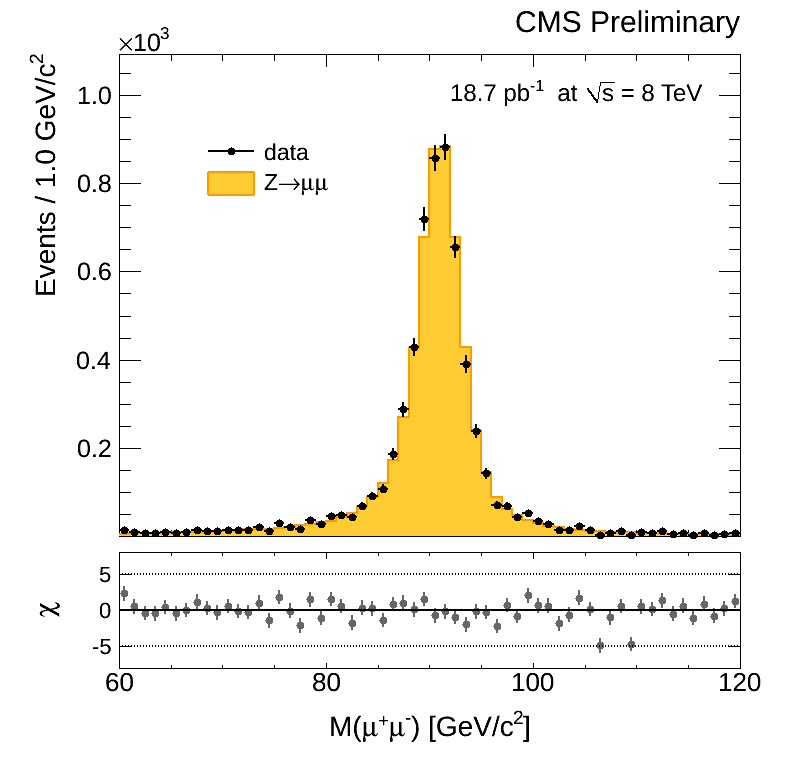 CMS Preliminary
×10³
18.7 pb⁻¹ at √s = 8 TeV
Events / 1.0 GeV/c²
1.0
0.8
0.6
0.4
0.2
data
Z→μμ
χ
5
0
-5
60 80 100 120
M(μ⁺μ⁻) [GeV/c²]